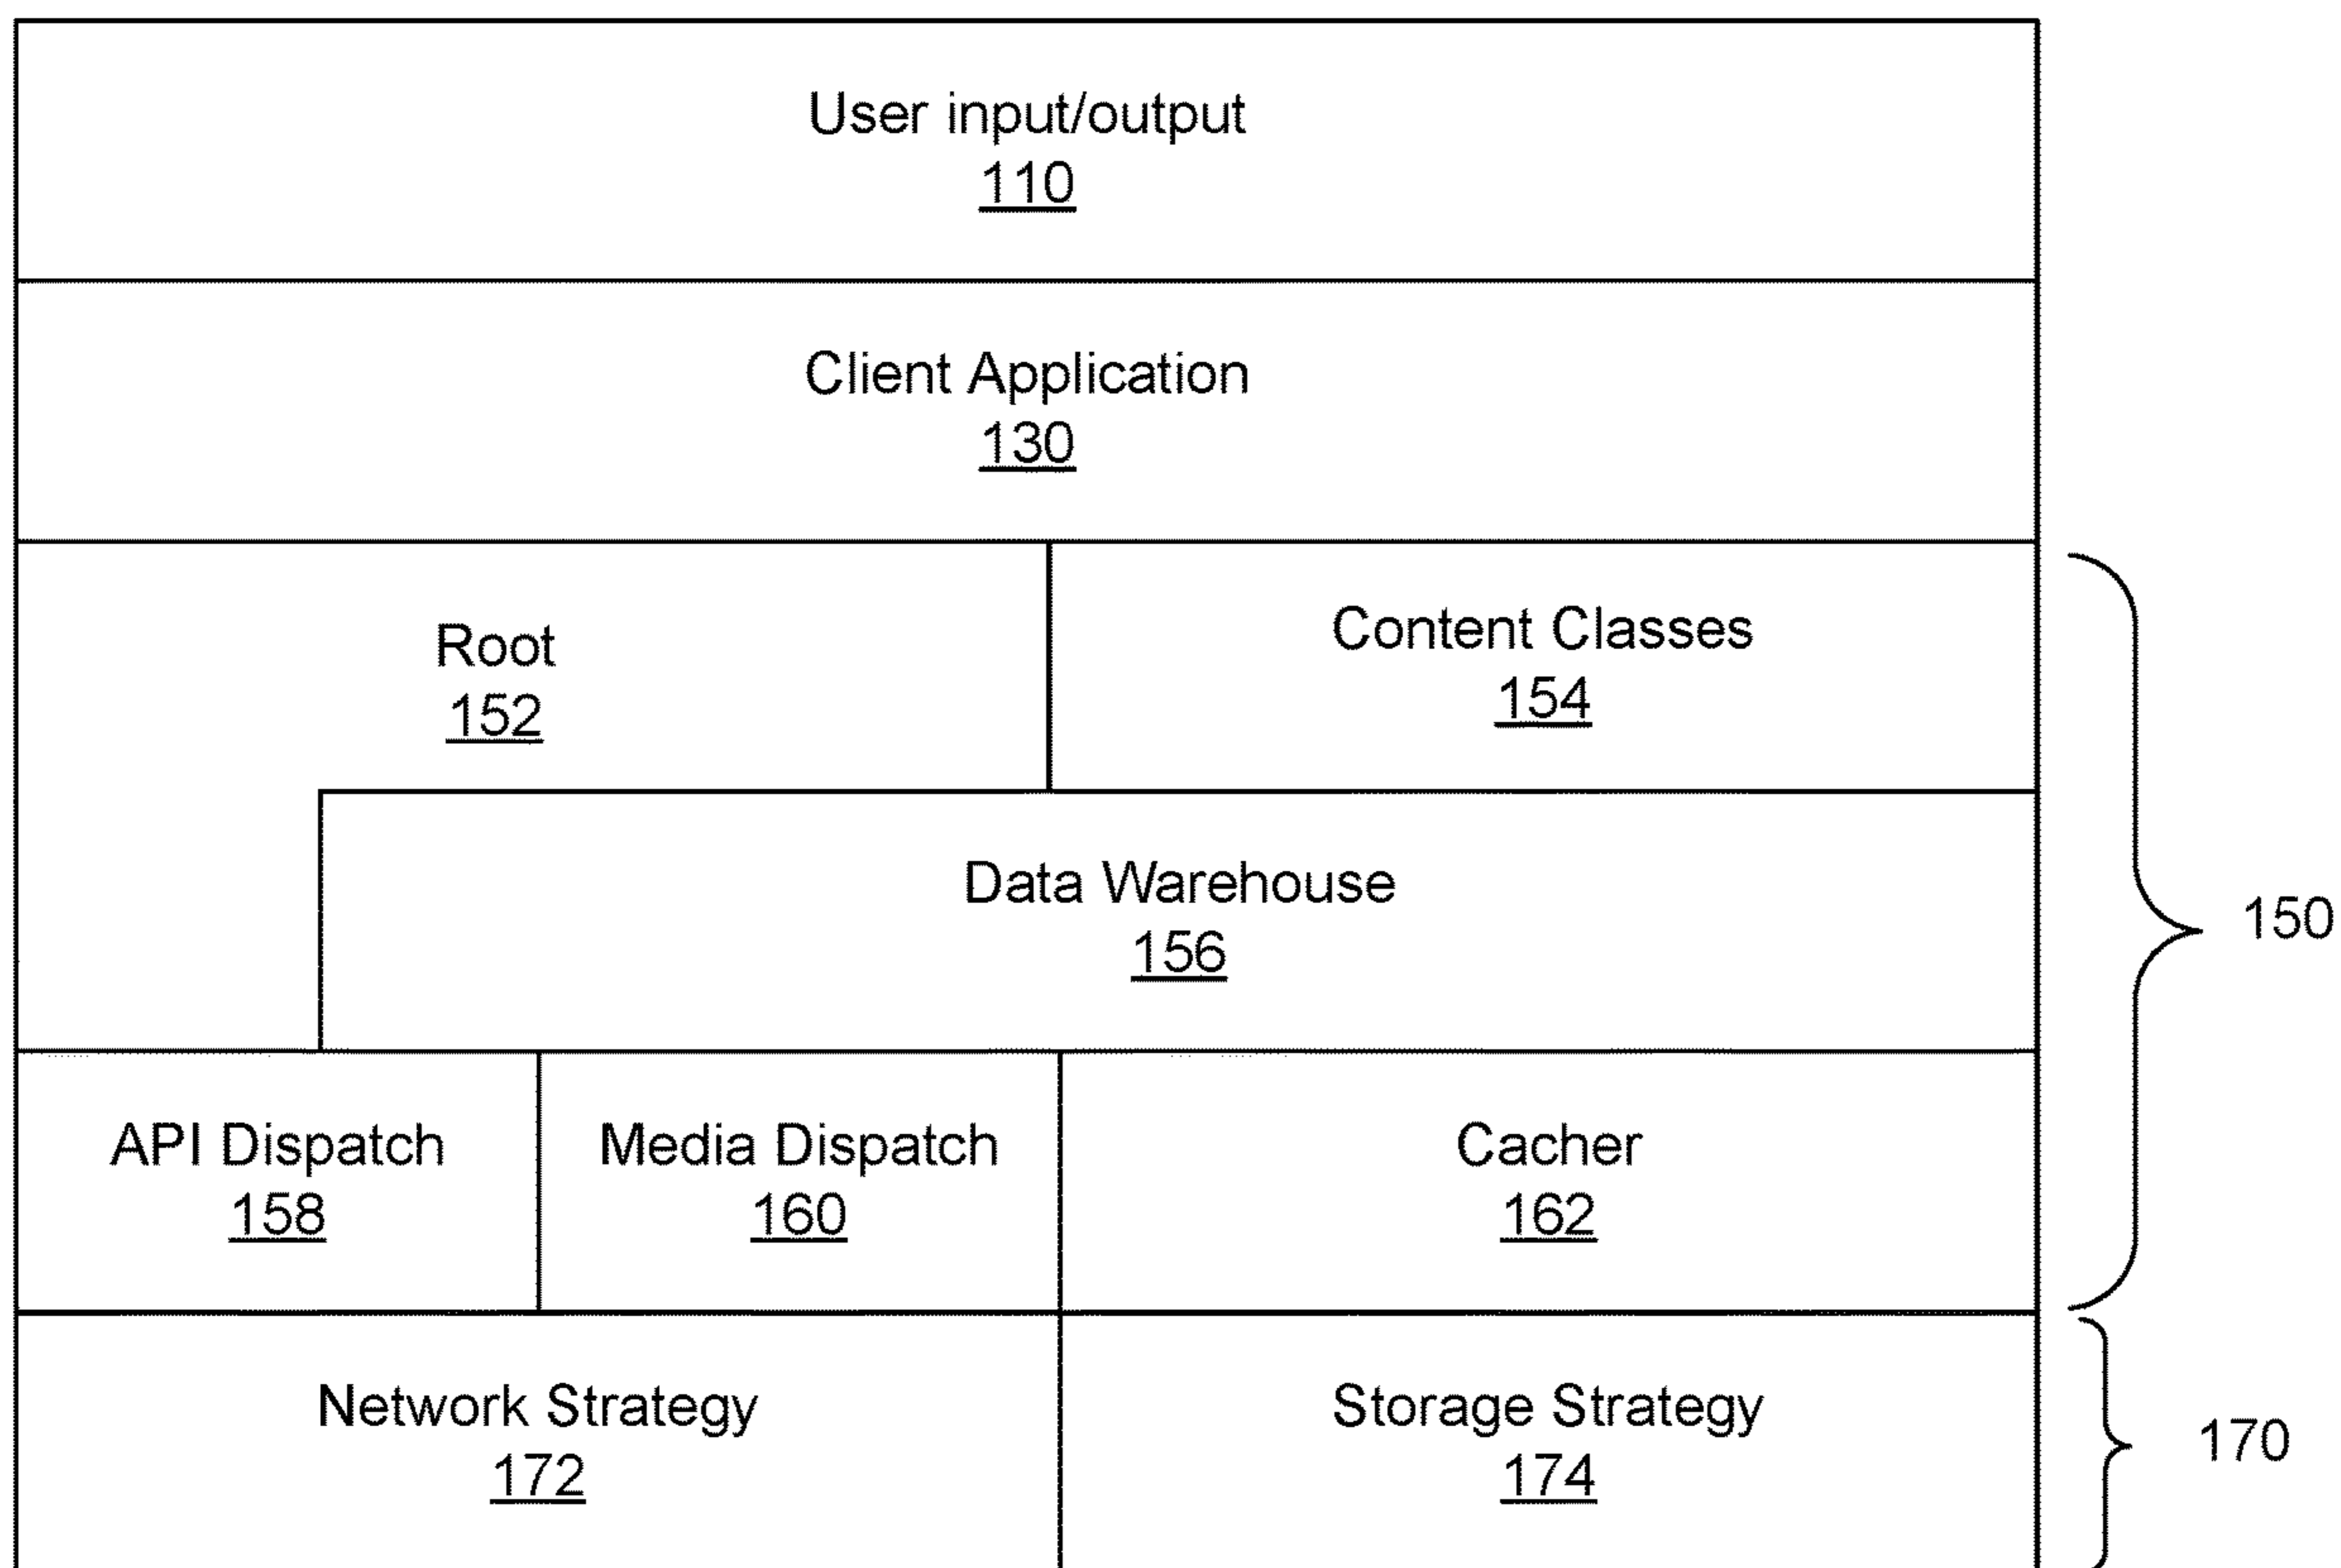 User input/output
110
Client Application
130
Root
152
Content Classes
154
Data Warehouse
156
150
API Dispatch
158
Media Dispatch
160
Cacher
162
Network Strategy
172
Storage Strategy
174
170